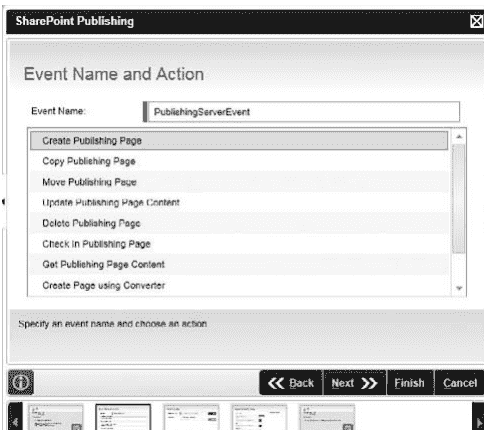 SharePoint Publishing
Event Name and Action
Event Name: PublishingServerEvent
Create Publishing Page
Copy Publishing Page
Move Publishing Page
Update Publishing Page Content
Delete Publishing Page
Check In Publishing Page
Get Publishing Page Content
Create Page using Converter
Specify an event name and choose an action
Back Next Finish Cancel